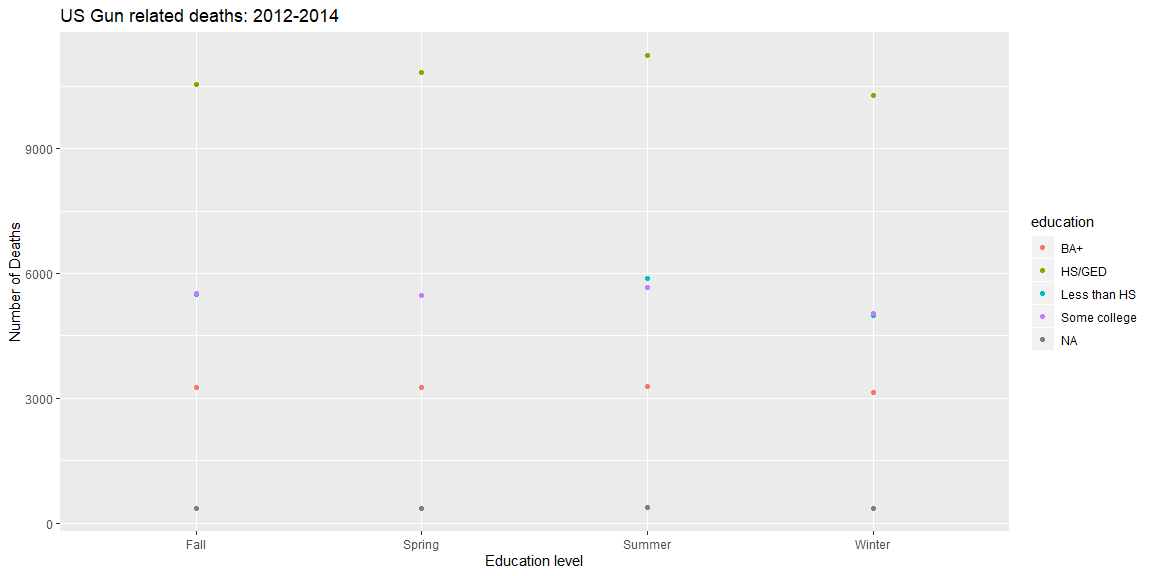 US Gun related deaths: 2012-2014
Number of Deaths
9000
6000
3000
0
Fall
Spring
Summer
Winter
Education level
education
BA+
HS/GED
Less than HS
Some college
NA